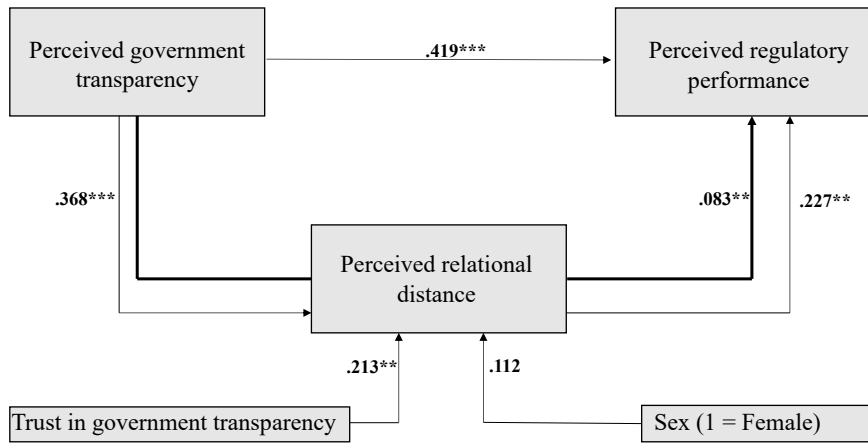 Perceived government
transparency
.419***
Perceived regulatory
performance
.368***
.083**
.227**
Perceived relational
distance
.213**
.112
Trust in government transparency
Sex (1 = Female)